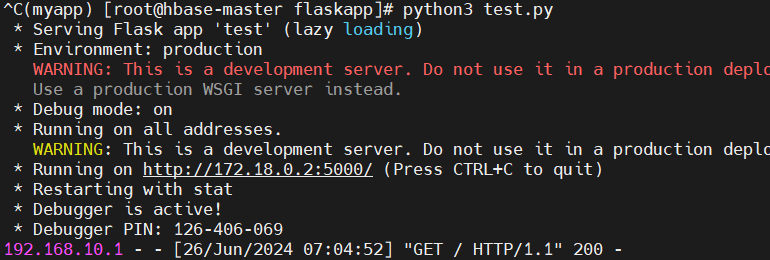 ^C(myapp) [root@hbase-master flaskapp]# python3 test.py
* Serving Flask app 'test' (lazy loading)
* Environment: production
WARNING: This is a development server. Do not use it in a production deplo
Use a production WSGI server instead.
* Debug mode: on
* Running on all addresses.
WARNING: This is a development server. Do not use it in a production deplo
* Running on http://172.18.0.2:5000/ (Press CTRL+C to quit)
* Restarting with stat
* Debugger is active!
* Debugger PIN: 126-406-069
192.168.10.1 - - [26/Jun/2024 07:04:52] "GET / HTTP/1.1" 200 -